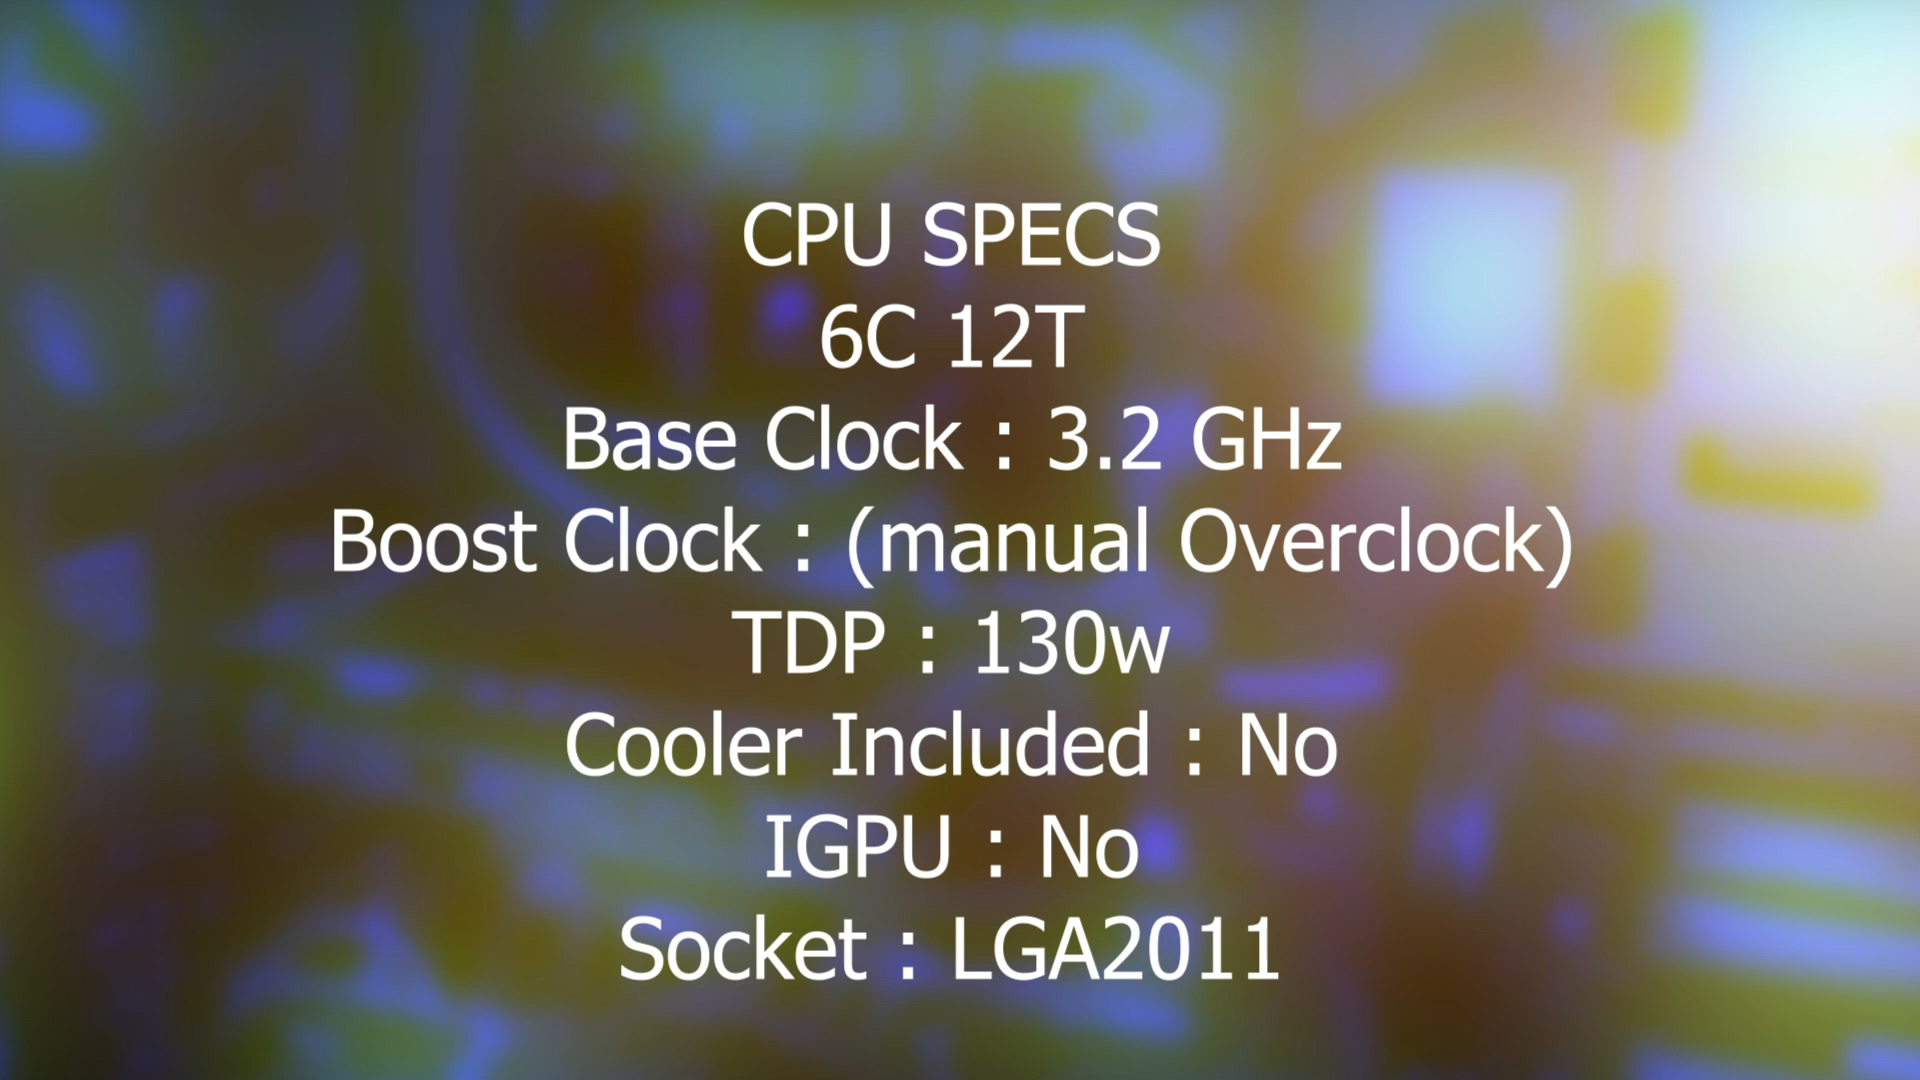 CPU SPECS
6C 12T
Base Clock : 3.2 GHz
Boost Clock : (manual Overclock)
TDP : 130w
Cooler Included : No
IGPU : No
Socket : LGA2011